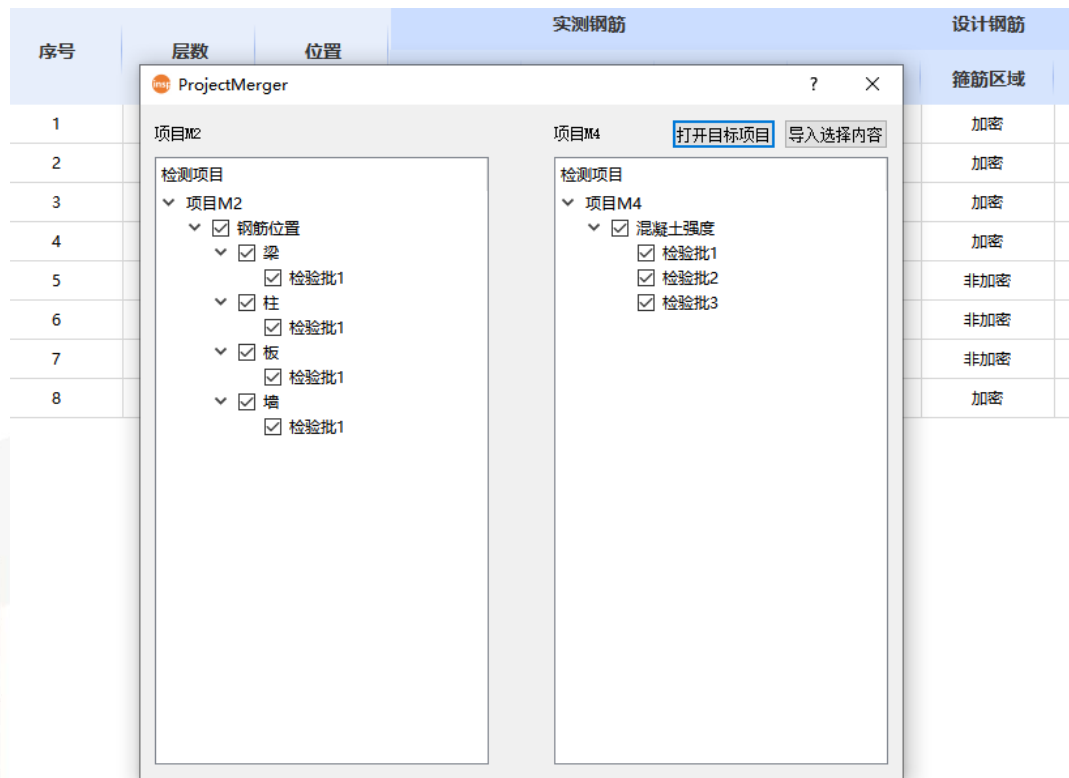 实测钢筋
设计钢筋
序号
层数
位置
箍筋区域
1
加密
2
加密
3
加密
4
加密
5
非加密
6
非加密
7
非加密
8
加密
insp
ProjectMerger
?
项目M2
项目M4
打开目标项目
导入选择内容
检测项目
项目M2
钢筋位置
梁
检验批1
柱
检验批1
板
检验批1
墙
检验批1
检测项目
项目M4
混凝土强度
检验批1
检验批2
检验批3